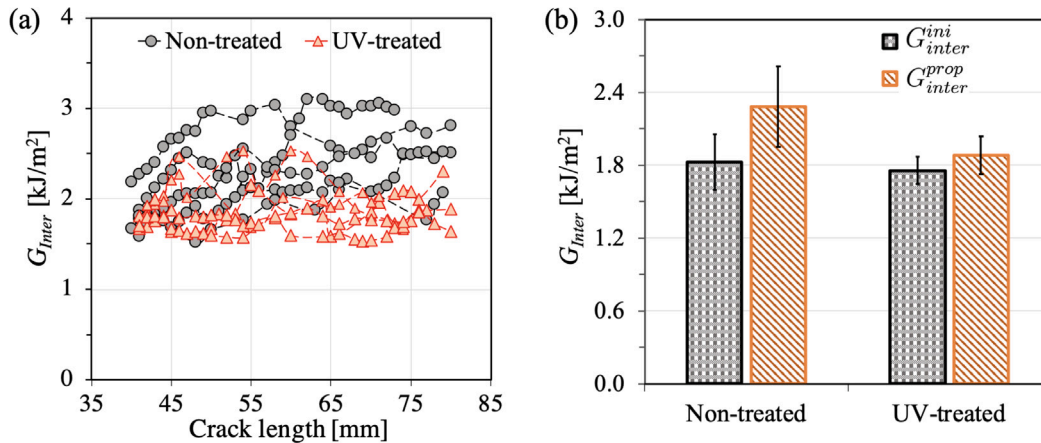 (a)
4
3
2
1
0
G_Inter [kJ/m²]
Non-treated
UV-treated
35 45 55 65 75 85
Crack length [mm]
(b)
3.0
2.4
1.8
1.2
0.6
0.0
G_Inter [kJ/m²]
G_inter^ini
G_inter^prop
Non-treated UV-treated